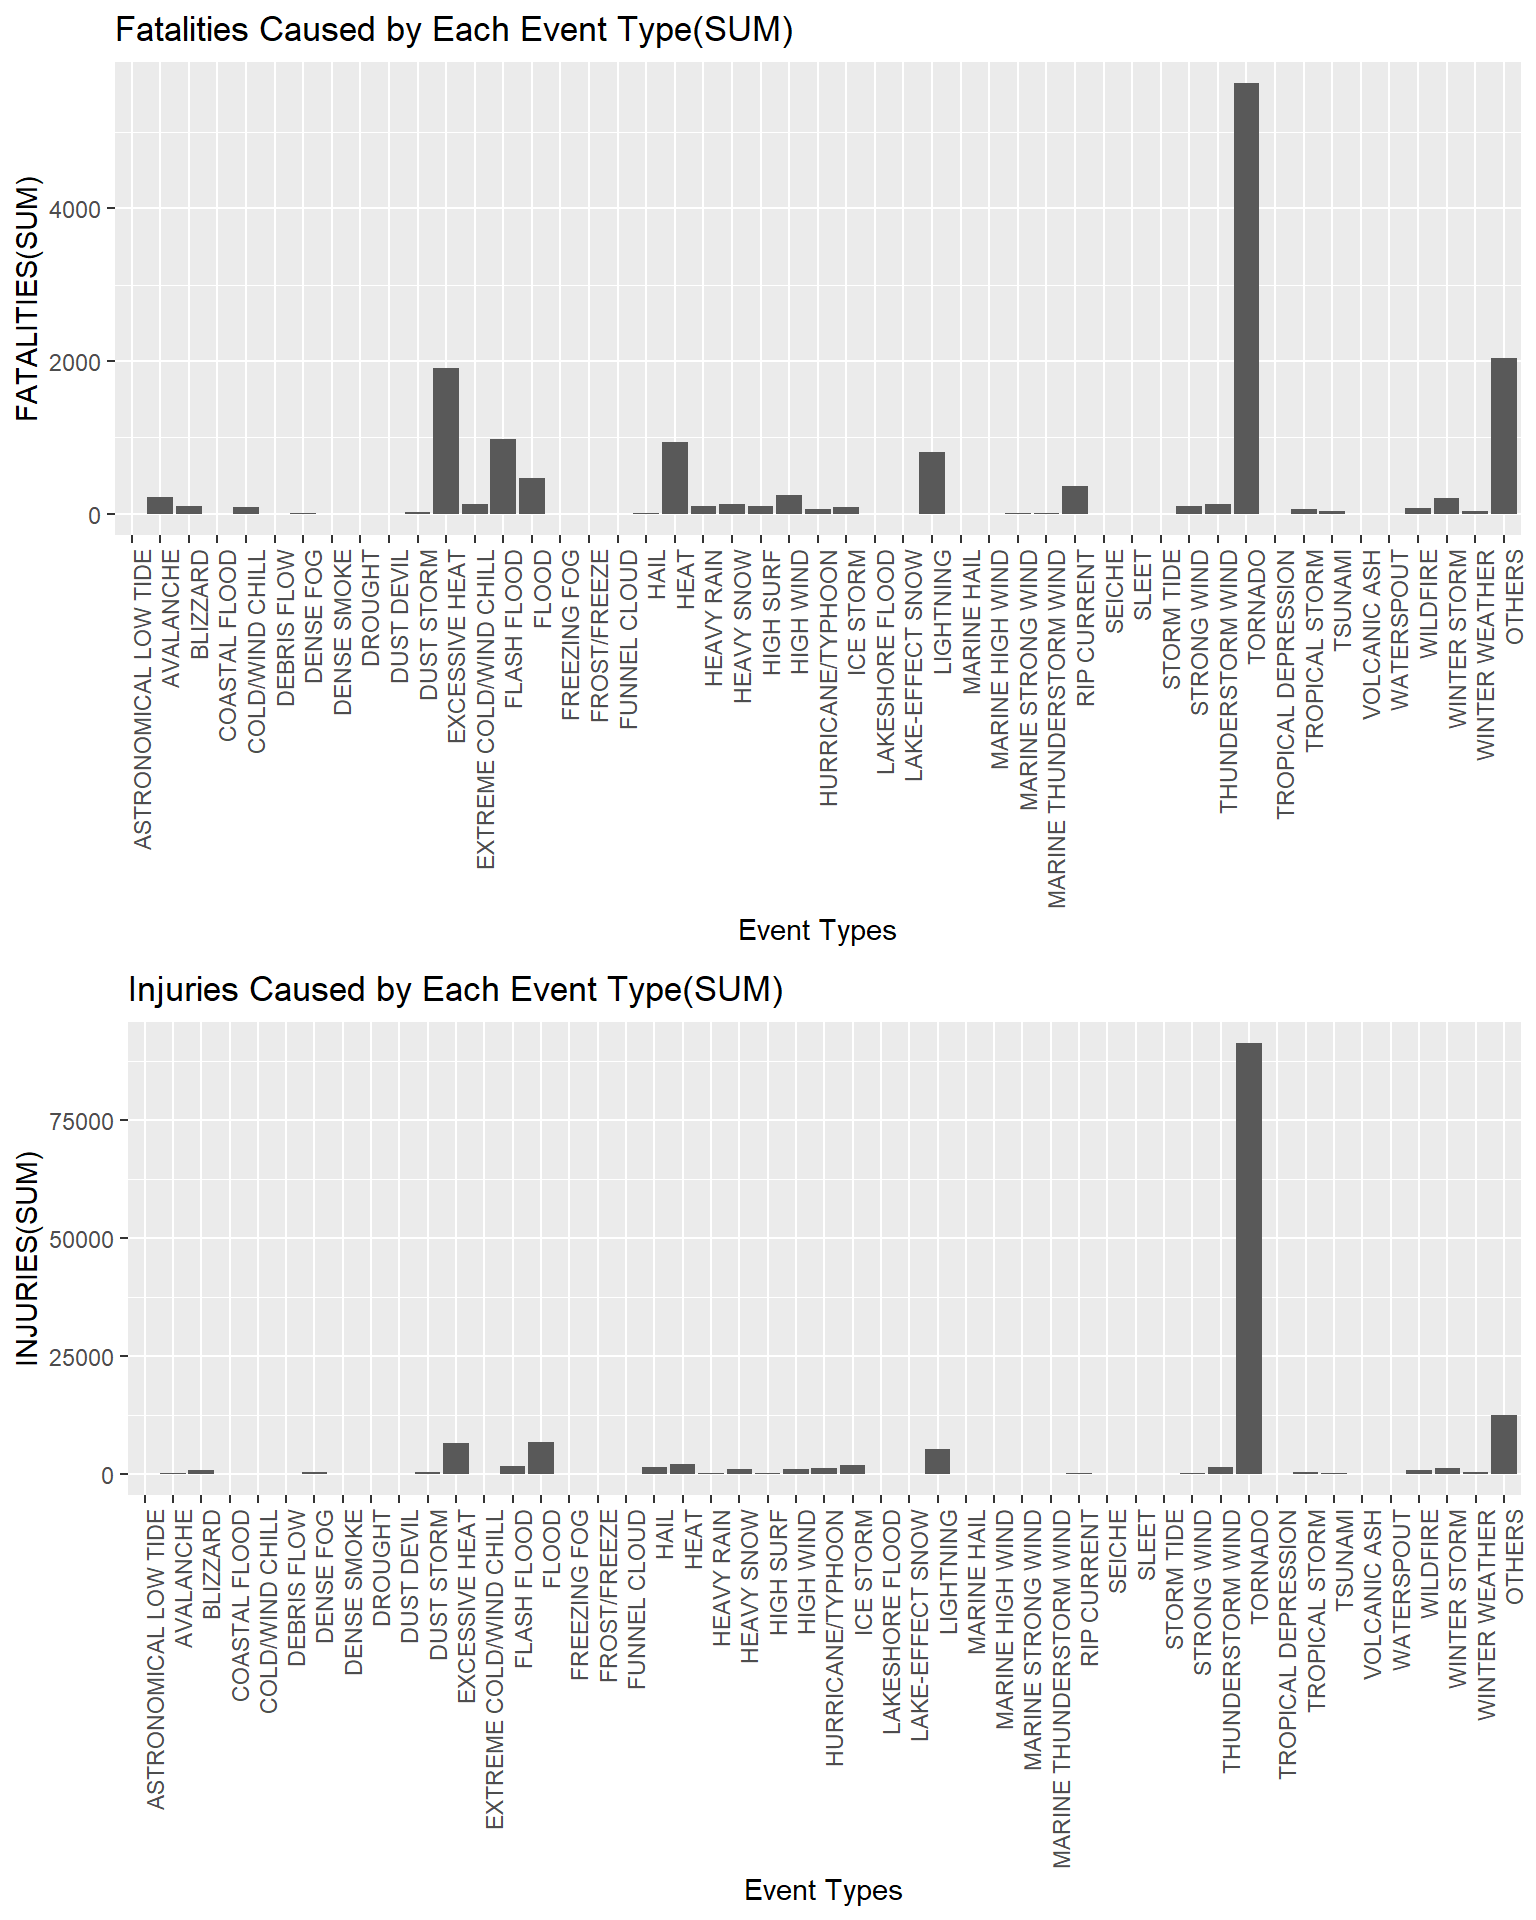 Fatalities Caused by Each Event Type(SUM)
FATALITIES(SUM)
4000
2000
0
ASTRONOMICAL LOW TIDE
AVALANCHE
BLIZZARD
COASTAL FLOOD
COLD/WIND CHILL
DEBRIS FLOW
DENSE FOG
DENSE SMOKE
DROUGHT
DUST DEVIL
DUST STORM
EXCESSIVE HEAT
EXTREME COLD/WIND CHILL
FLASH FLOOD
FLOOD
FREEZING FOG
FROST/FREEZE
FUNNEL CLOUD
HAIL
HEAT
HEAVY RAIN
HEAVY SNOW
HIGH SURF
HIGH WIND
HURRICANE/TYPHOON
ICE STORM
LAKESHORE FLOOD
LAKE-EFFECT SNOW
LIGHTNING
MARINE HAIL
MARINE HIGH WIND
MARINE STRONG WIND
MARINE THUNDERSTORM WIND
RIP CURRENT
SEICHE
SLEET
STORM TIDE
STRONG WIND
THUNDERSTORM WIND
TORNADO
TROPICAL DEPRESSION
TROPICAL STORM
TSUNAMI
VOLCANIC ASH
WATERSPOUT
WILDFIRE
WINTER STORM
WINTER WEATHER
OTHERS
Event Types
Injuries Caused by Each Event Type(SUM)
INJURIES(SUM)
75000
50000
25000
0
ASTRONOMICAL LOW TIDE
AVALANCHE
BLIZZARD
COASTAL FLOOD
COLD/WIND CHILL
DEBRIS FLOW
DENSE FOG
DENSE SMOKE
DROUGHT
DUST DEVIL
DUST STORM
EXCESSIVE HEAT
EXTREME COLD/WIND CHILL
FLASH FLOOD
FLOOD
FREEZING FOG
FROST/FREEZE
FUNNEL CLOUD
HAIL
HEAT
HEAVY RAIN
HEAVY SNOW
HIGH SURF
HIGH WIND
HURRICANE/TYPHOON
ICE STORM
LAKESHORE FLOOD
LAKE-EFFECT SNOW
LIGHTNING
MARINE HAIL
MARINE HIGH WIND
MARINE STRONG WIND
MARINE THUNDERSTORM WIND
RIP CURRENT
SEICHE
SLEET
STORM TIDE
STRONG WIND
THUNDERSTORM WIND
TORNADO
TROPICAL DEPRESSION
TROPICAL STORM
TSUNAMI
VOLCANIC ASH
WATERSPOUT
WILDFIRE
WINTER STORM
WINTER WEATHER
OTHERS
Event Types